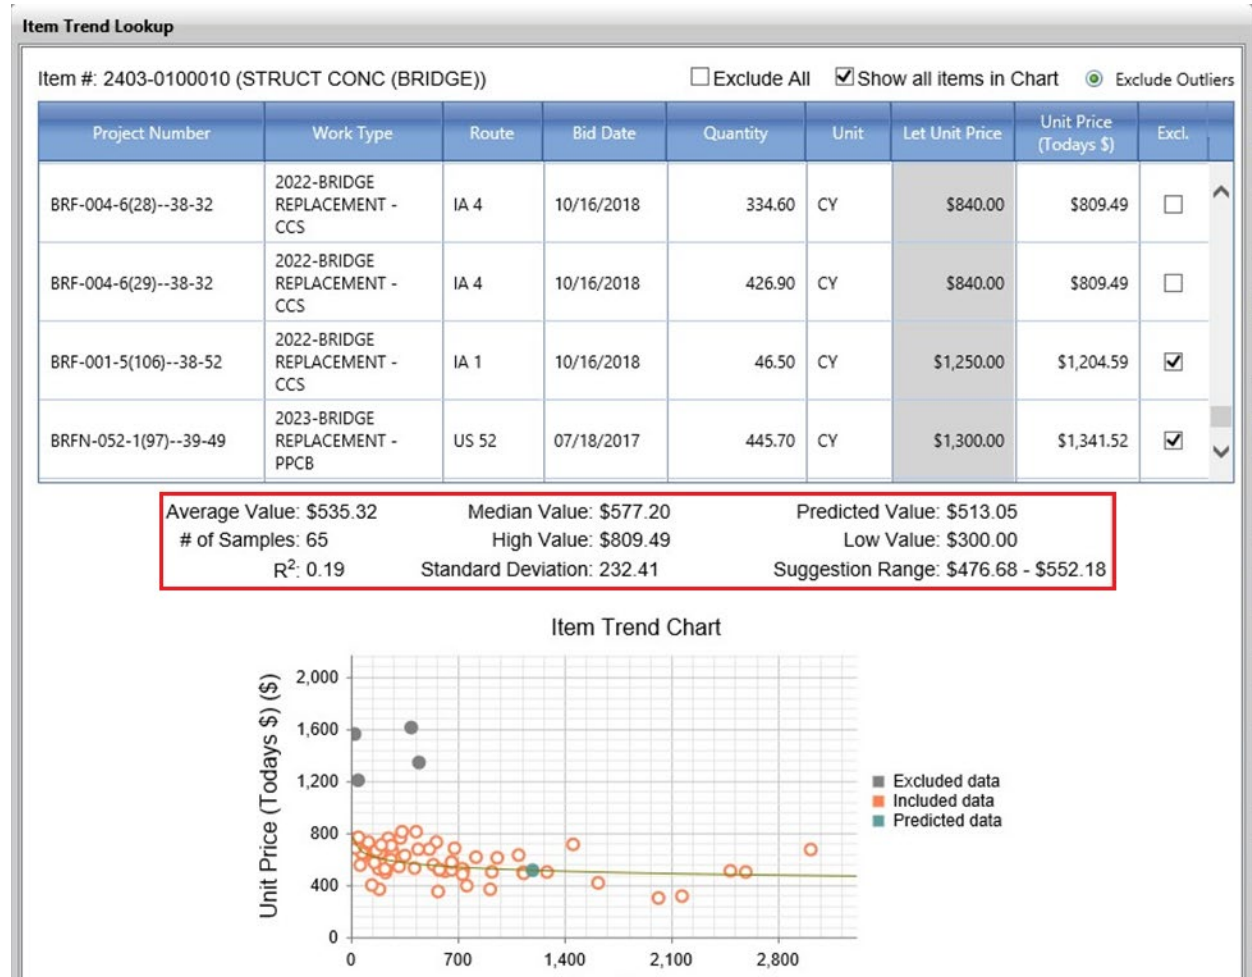 Item Trend Lookup
Item #: 2403-0100010 (STRUCT CONC (BRIDGE)) Exclude All Show all items in Chart Exclude Outliers
Project Number Work Type Route Bid Date Quantity Unit Let Unit Price Unit Price (Todays $) Excl.
2022-BRIDGE
BRF-004-6(28)--38-32 REPLACEMENT - IA 4 10/16/2018 334.60 CY $840.00 $809.49
CCS
2022-BRIDGE
BRF-004-6(29)--38-32 REPLACEMENT - IA 4 10/16/2018 426.90 CY $840.00 $809.49
CCS
2022-BRIDGE
BRF-001-5(106)--38-52 REPLACEMENT - IA 1 10/16/2018 46.50 CY $1,250.00 $1,204.59
CCS
2023-BRIDGE
BRFN-052-1(97)--39-49 REPLACEMENT - US 52 07/18/2017 445.70 CY $1,300.00 $1,341.52
PPCB
Average Value: $535.32 Median Value: $577.20 Predicted Value: $513.05
# of Samples: 65 High Value: $809.49 Low Value: $300.00
R²: 0.19 Standard Deviation: 232.41 Suggestion Range: $476.68 - $552.18
Item Trend Chart
Unit Price (Todays $) ($)
2,000
1,600
1,200
800
400
0
0 700 1,400 2,100 2,800
Excluded data
Included data
Predicted data